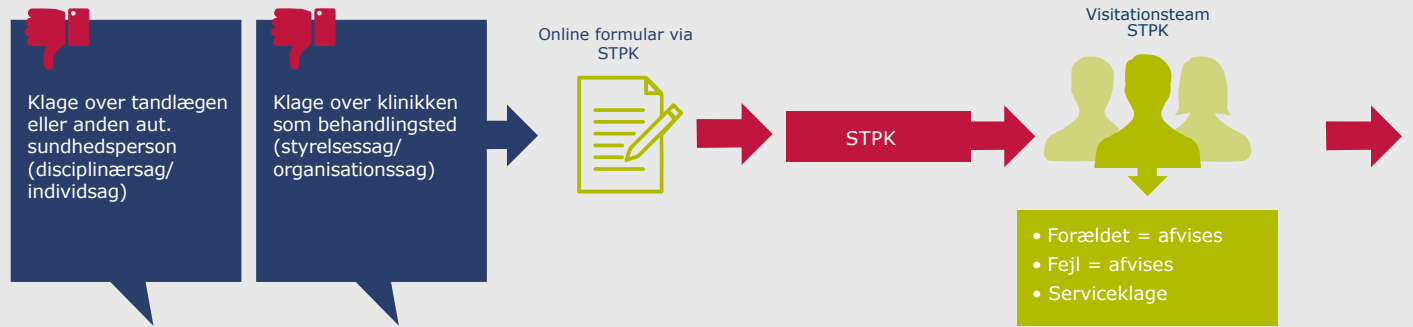 Klage over tandlægen
eller anden aut.
sundhedsperson
(disciplinærsag/
individsag)
Klage over klinikken
som behandlingsted
(styrelsessag/
organisationssag)
Online formular via
STPK
STPK
Visitationsteam
STPK
• Forældet = afvises
• Fejl = afvises
• Serviceklage